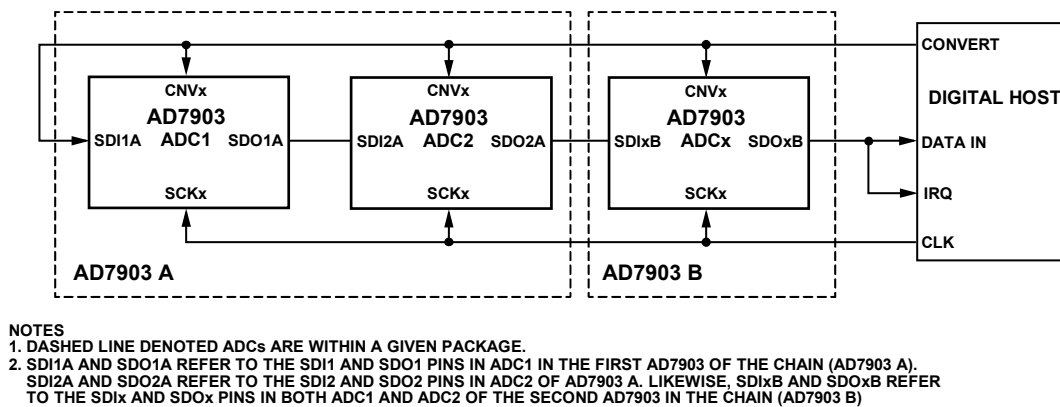 CONVERT
CNVx
CNVx
CNVx
AD7903
AD7903
AD7903
DIGITAL HOST
SDI1A ADC1 SDO1A
SDI2A ADC2 SDO2A
SDIxB ADCx SDOxB
DATA IN
SCKx
SCKx
SCKx
IRQ
CLK
AD7903 A
AD7903 B
NOTES
1. DASHED LINE DENOTED ADCs ARE WITHIN A GIVEN PACKAGE.
2. SDI1A AND SDO1A REFER TO THE SDI1 AND SDO1 PINS IN ADC1 IN THE FIRST AD7903 OF THE CHAIN (AD7903 A).
SDI2A AND SDO2A REFER TO THE SDI2 AND SDO2 PINS IN ADC2 OF AD7903 A. LIKEWISE, SDIxB AND SDOxB REFER
TO THE SDIx AND SDOx PINS IN BOTH ADC1 AND ADC2 OF THE SECOND AD7903 IN THE CHAIN (AD7903 B)